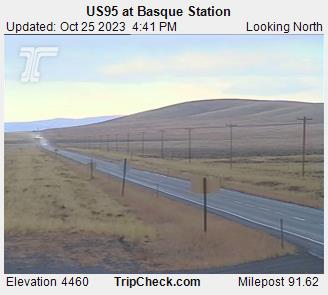 US95 at Basque Station
Updated: Oct 25 2023 4:41 PM Looking North
Elevation 4460 TripCheck.com Milepost 91.62